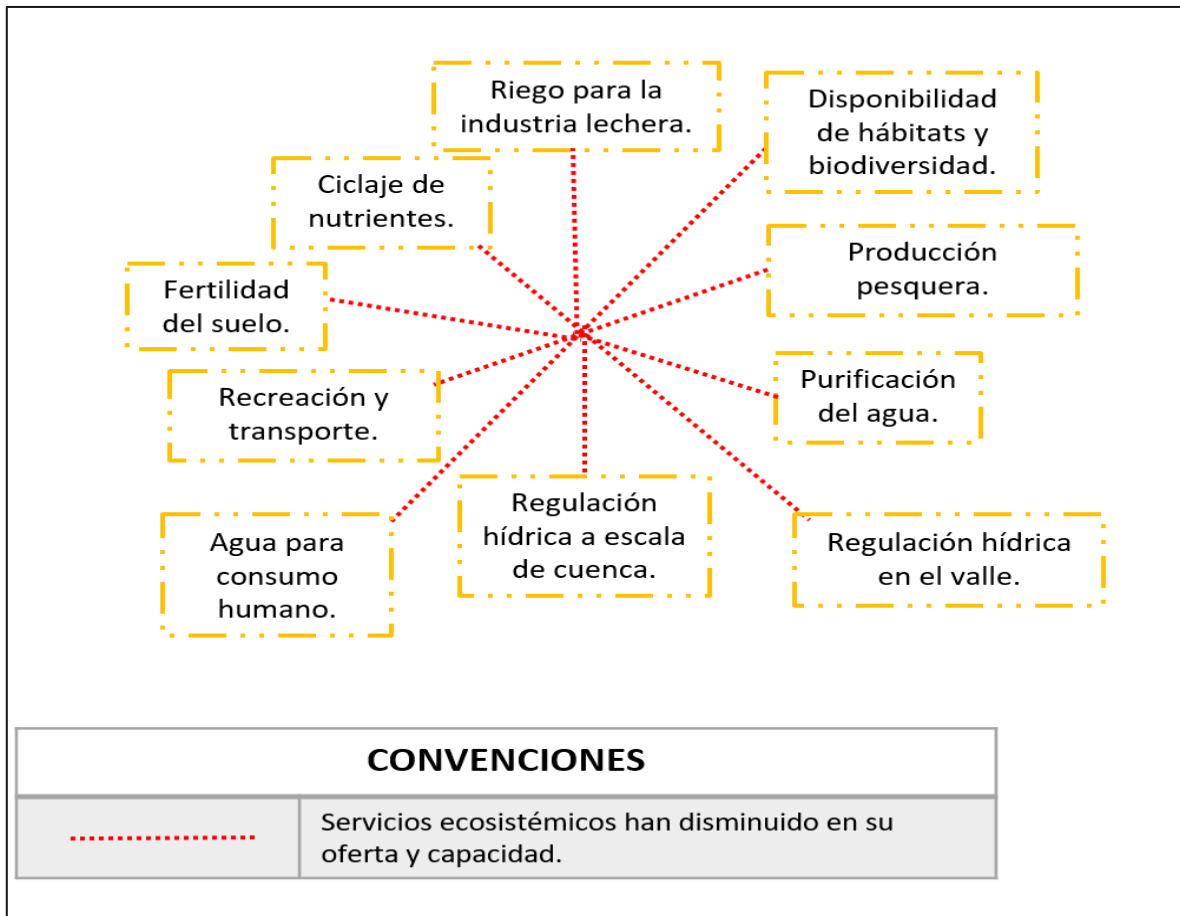 Riego para la
industria lechera.
Disponibilidad
de hábitats y
biodiversidad.
Ciclaje de
nutrientes.
Producción
pesquera.
Fertilidad
del suelo.
Purificación
del agua.
Recreación y
transporte.
Regulación
hídrica a escala
de cuenca.
Agua para
consumo
humano.
Regulación hídrica
en el valle.
CONVENCIONES
Servicios ecosistémicos han disminuido en su
oferta y capacidad.